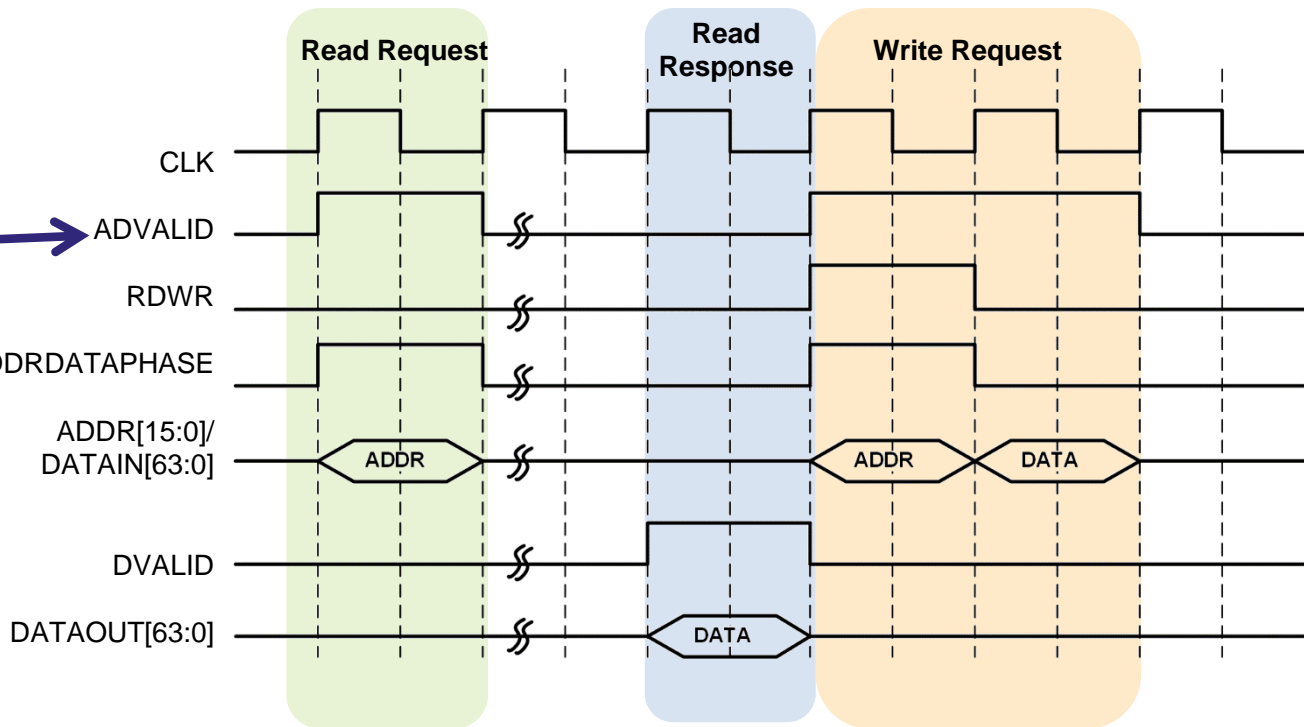 Read Request
Read
Response
Write Request
CLK
ADVALID
RDWR
DDRDATAPHASE
ADDR[15:0]/
DATAIN[63:0]
ADDR
ADDR
DATA
DVALID
DATAOUT[63:0]
DATA